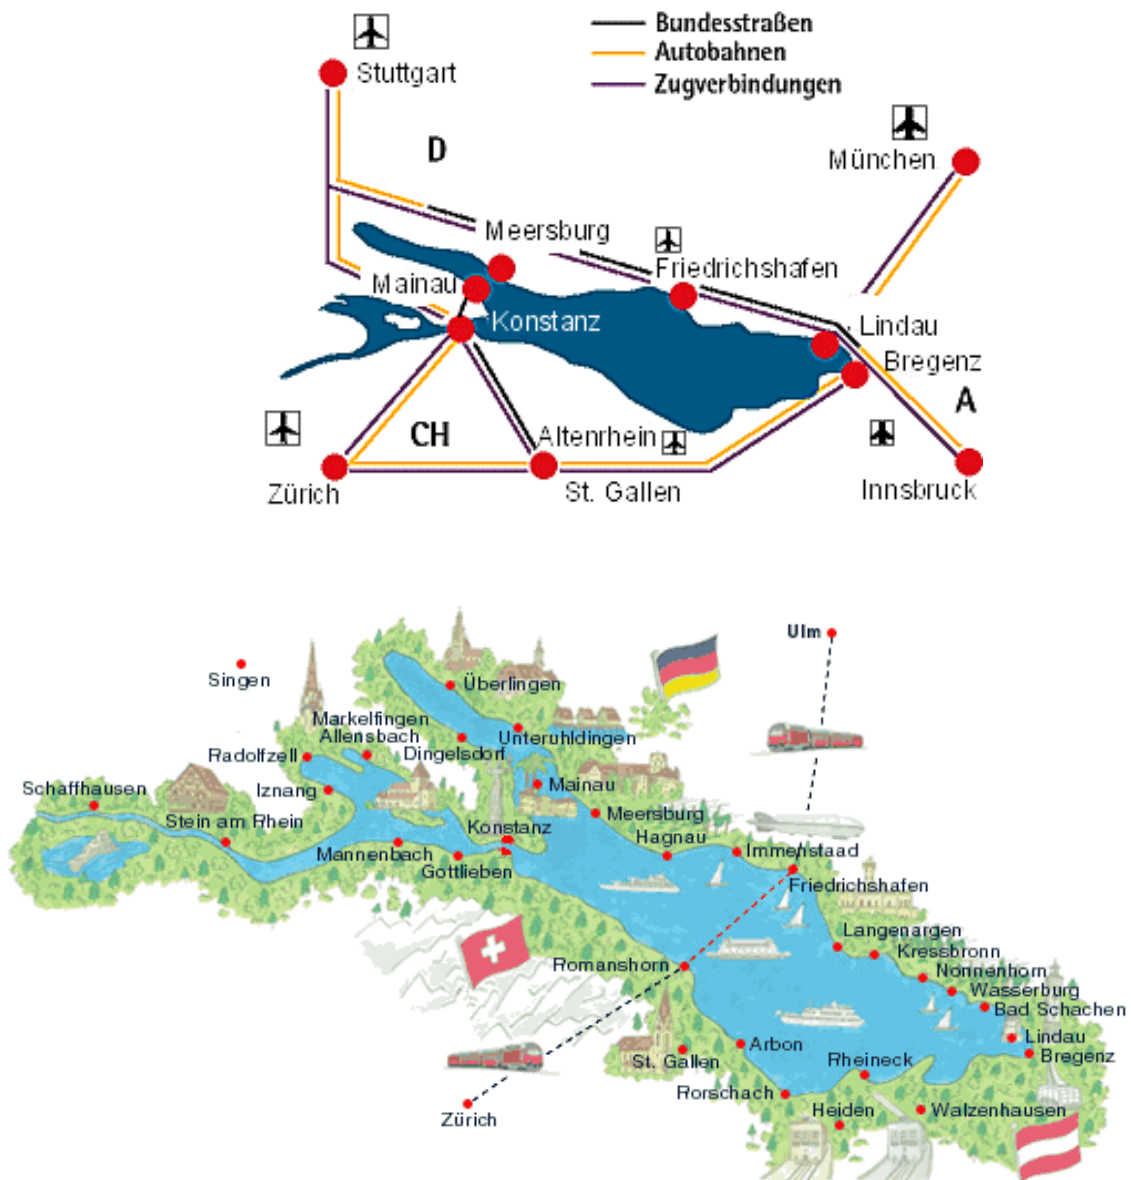 Bundesstraßen
Autobahnen
Zugverbindungen
Stuttgart
D
München
Meersburg
Friedrichshafen
Mainau
Konstanz
Lindau
Bregenz
A
CH
Altenrhein
Zürich
St. Gallen
Innsbruck
Ulm
Singen
Überlingen
Markelfingen
Allensbach
Unteruhldingen
Radolfzell
Dingelsdorf
Schaffhausen
Iznang
Mainau
Stein am Rhein
Meersburg
Konstanz
Hagnau
Mannenbach
Immenstaad
Gottlieben
Friedrichshafen
Langenargen
Kressbronn
Romanshorn
Nonnenhorn
Wasserburg
Bad Schachen
Lindau
Arbon
Bregenz
St. Gallen
Rheineck
Rorschach
Zürich
Heiden
Walzenhausen